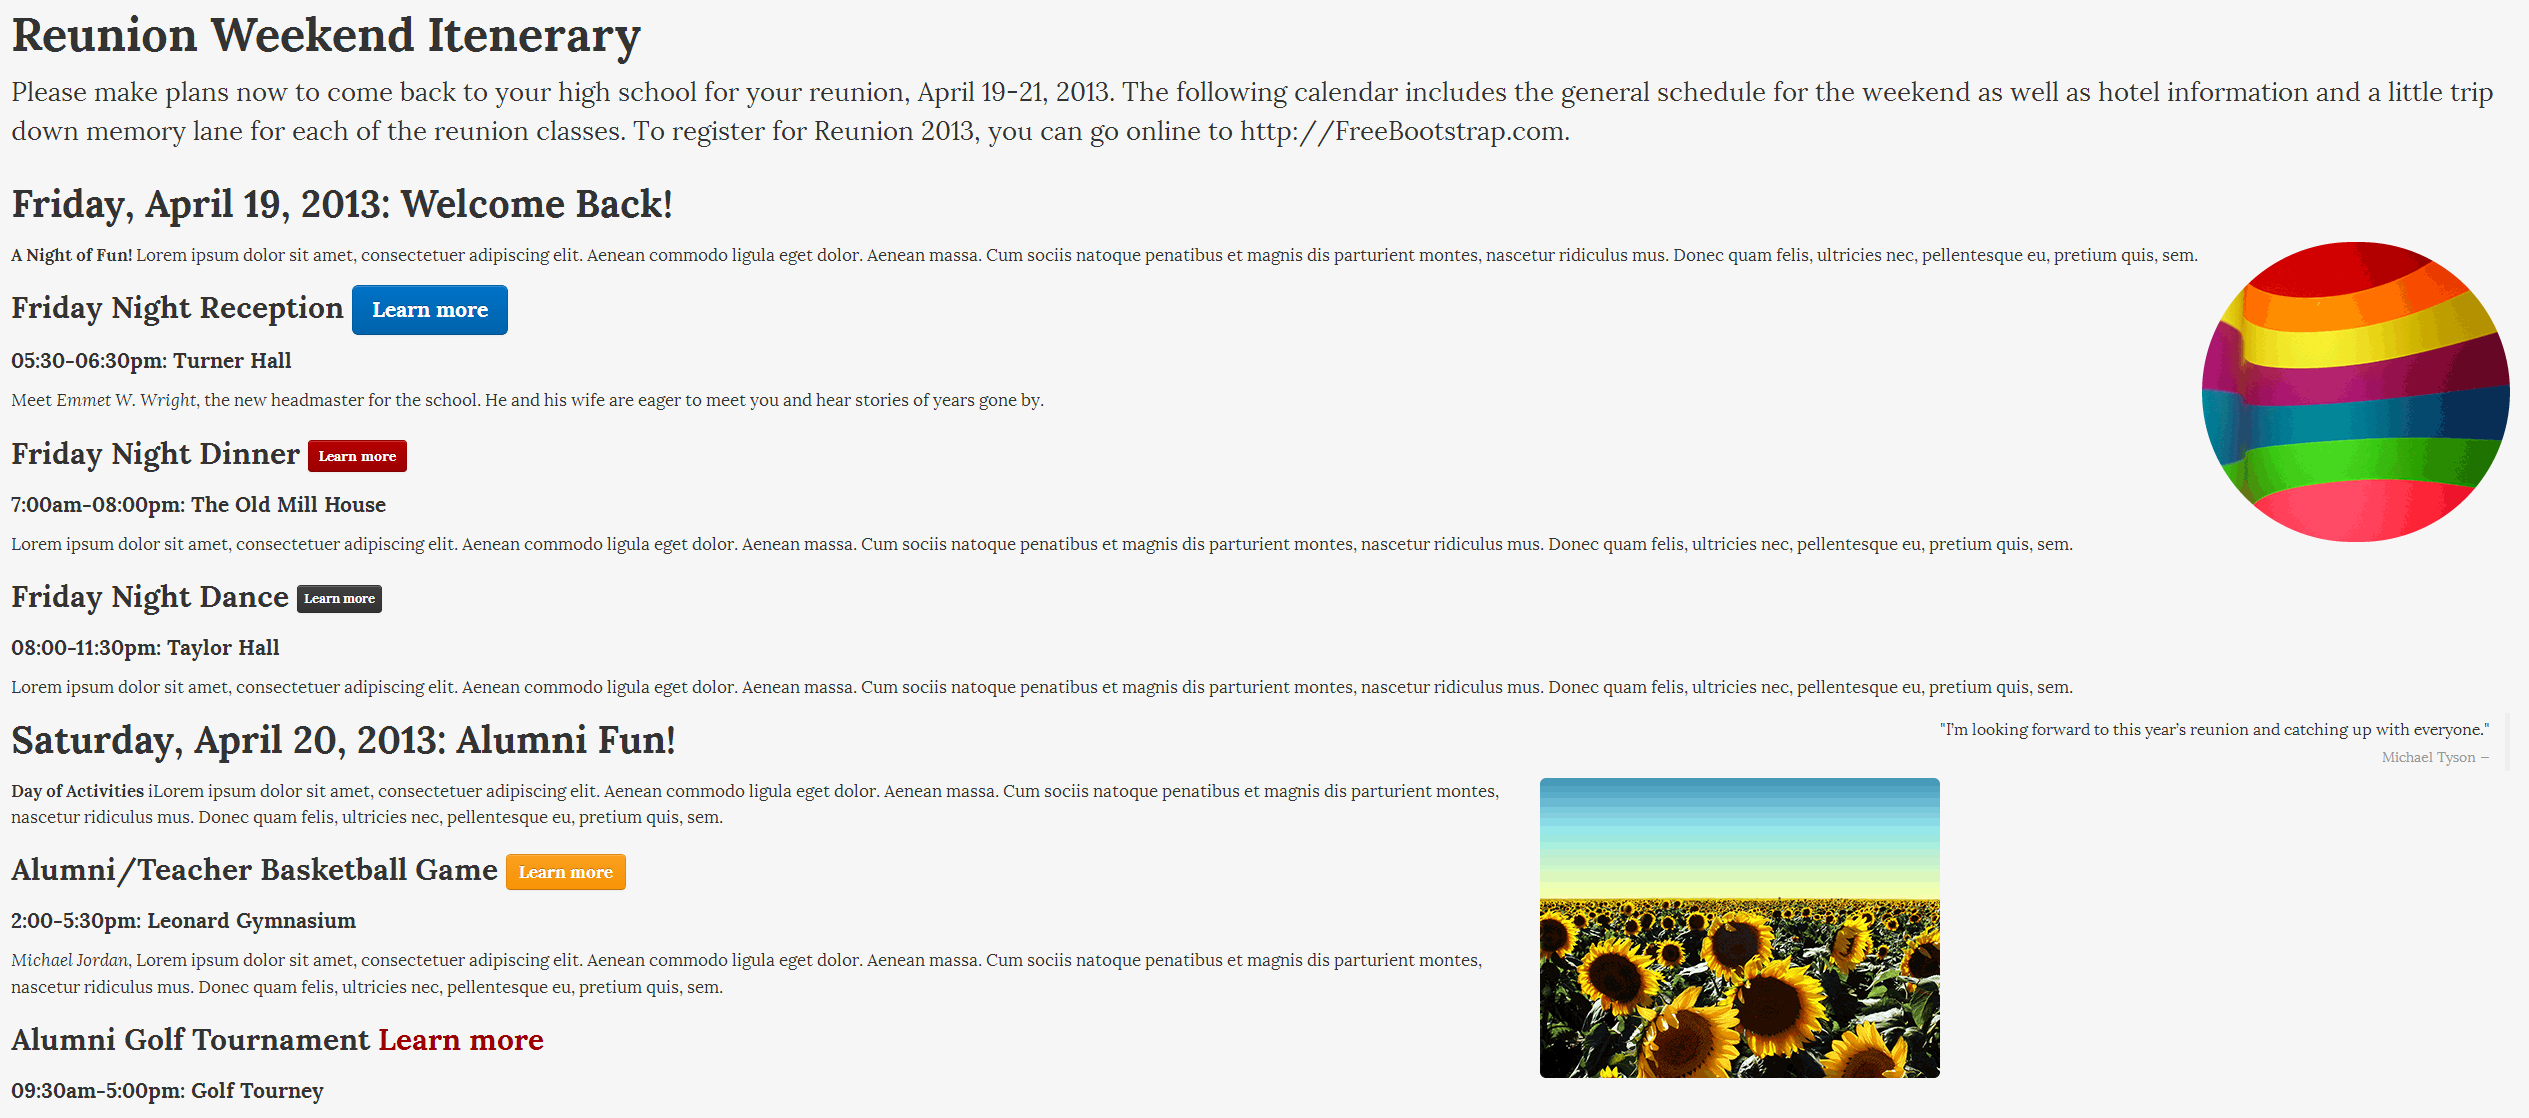 Reunion Weekend Itenerary
Please make plans now to come back to your high school for your reunion, April 19-21, 2013. The following calendar includes the general schedule for the weekend as well as hotel information and a little trip
down memory lane for each of the reunion classes. To register for Reunion 2013, you can go online to http://FreeBootstrap.com.
Friday, April 19, 2013: Welcome Back!
A Night of Fun! Lorem ipsum dolor sit amet, consectetuer adipiscing elit. Aenean commodo ligula eget dolor. Aenean massa. Cum sociis natoque penatibus et magnis dis parturient montes, nascetur ridiculus mus. Donec quam felis, ultricies nec, pellentesque eu, pretium quis, sem.
Friday Night Reception Learn more
05:30-06:30pm: Turner Hall
Meet Emmet W. Wright, the new headmaster for the school. He and his wife are eager to meet you and hear stories of years gone by.
Friday Night Dinner Learn more
7:00am-08:00pm: The Old Mill House
Lorem ipsum dolor sit amet, consectetuer adipiscing elit. Aenean commodo ligula eget dolor. Aenean massa. Cum sociis natoque penatibus et magnis dis parturient montes, nascetur ridiculus mus. Donec quam felis, ultricies nec, pellentesque eu, pretium quis, sem.
Friday Night Dance Learn more
08:00-11:30pm: Taylor Hall
Lorem ipsum dolor sit amet, consectetuer adipiscing elit. Aenean commodo ligula eget dolor. Aenean massa. Cum sociis natoque penatibus et magnis dis parturient montes, nascetur ridiculus mus. Donec quam felis, ultricies nec, pellentesque eu, pretium quis, sem.
"I'm looking forward to this year's reunion and catching up with everyone."
Michael Tyson —
Saturday, April 20, 2013: Alumni Fun!
Day of Activities iLorem ipsum dolor sit amet, consectetuer adipiscing elit. Aenean commodo ligula eget dolor. Aenean massa. Cum sociis natoque penatibus et magnis dis parturient montes,
nascetur ridiculus mus. Donec quam felis, ultricies nec, pellentesque eu, pretium quis, sem.
Alumni/Teacher Basketball Game Learn more
2:00-5:30pm: Leonard Gymnasium
Michael Jordan, Lorem ipsum dolor sit amet, consectetuer adipiscing elit. Aenean commodo ligula eget dolor. Aenean massa. Cum sociis natoque penatibus et magnis dis parturient montes,
nascetur ridiculus mus. Donec quam felis, ultricies nec, pellentesque eu, pretium quis, sem.
Alumni Golf Tournament Learn more
09:30am-5:00pm: Golf Tourney